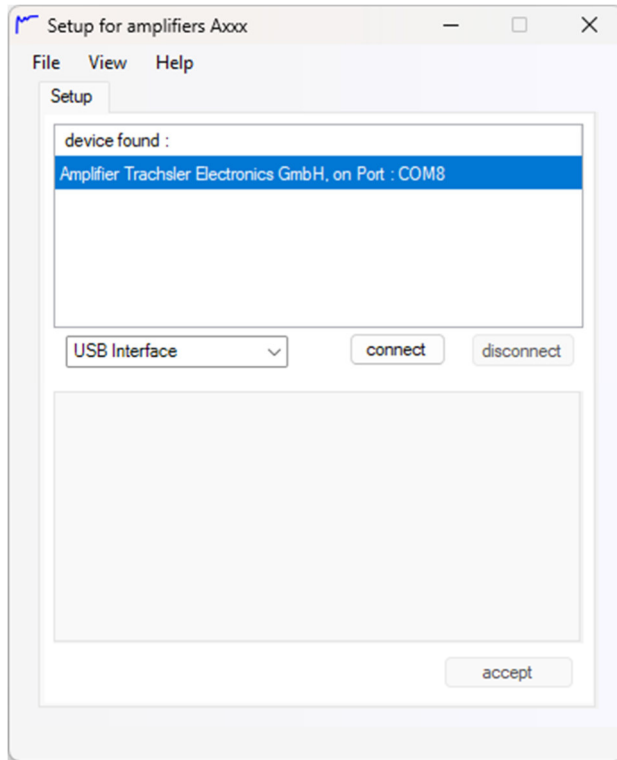 Setup for amplifiers Axxx
File View Help
Setup
device found :
Amplifier Trachsler Electronics GmbH, on Port : COM8
USB Interface connect disconnect
accept